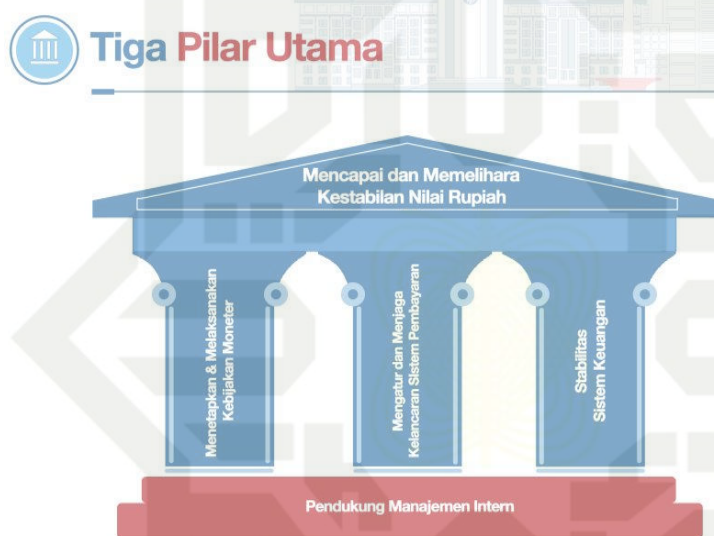 Tiga Pilar Utama
Mencapai dan Memelihara
Kestabilan Nilai Rupiah
Menetapkan & Melaksanakan
Kebijakan Moneter
Mengatur dan Menjaga
Kelancaran Sistem Pembayaran
Stabilitas
Sistem Keuangan
Pendukung Manajemen Intern